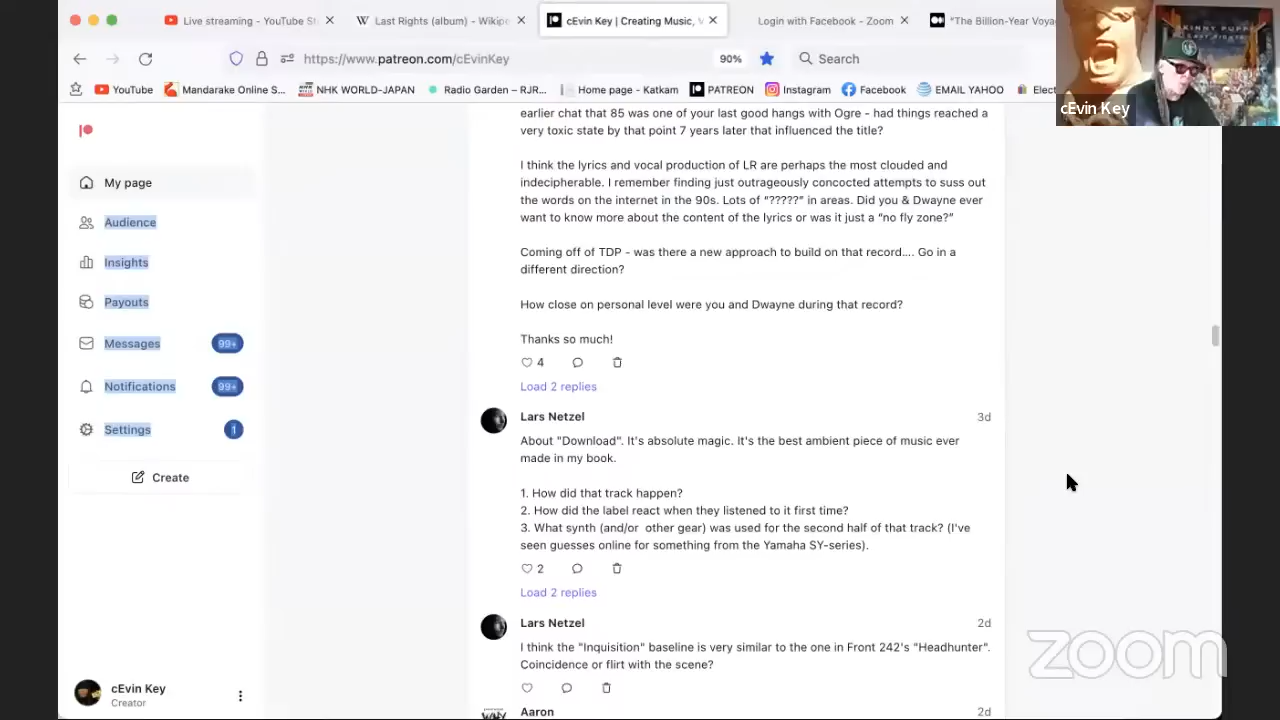 Live streaming - YouTube St
Last Rights (album) - Wikipe
cEvin Key | Creating Music, V
Login with Facebook - Zoom
"The Billion-Year Voya
https://www.patreon.com/cEvinKey
90%
Search
YouTube
Mandarake Online S...
NHK WORLD-JAPAN
Radio Garden – RJR...
Home page - Katkam
PATREON
Instagram
Facebook
EMAIL YAHOO
Elect
SKINNY PUPP
cEvin Key
My page
Audience
Insights
Payouts
Messages 99+
Notifications 99+
Settings 1
Create
cEvin Key
Creator
earlier chat that 85 was one of your last good hangs with Ogre - had things reached a
very toxic state by that point 7 years later that influenced the title?
I think the lyrics and vocal production of LR are perhaps the most clouded and
indecipherable. I remember finding just outrageously concocted attempts to suss out
the words on the internet in the 90s. Lots of "?????" in areas. Did you & Dwayne ever
want to know more about the content of the lyrics or was it just a "no fly zone?"
Coming off of TDP - was there a new approach to build on that record.... Go in a
different direction?
How close on personal level were you and Dwayne during that record?
Thanks so much!
4
Load 2 replies
Lars Netzel 3d
About "Download". It's absolute magic. It's the best ambient piece of music ever
made in my book.
1. How did that track happen?
2. How did the label react when they listened to it first time?
3. What synth (and/or other gear) was used for the second half of that track? (I've
seen guesses online for something from the Yamaha SY-series).
2
Load 2 replies
Lars Netzel 2d
I think the "Inquisition" baseline is very similar to the one in Front 242's "Headhunter".
Coincidence or flirt with the scene?
Aaron 2d
zoom